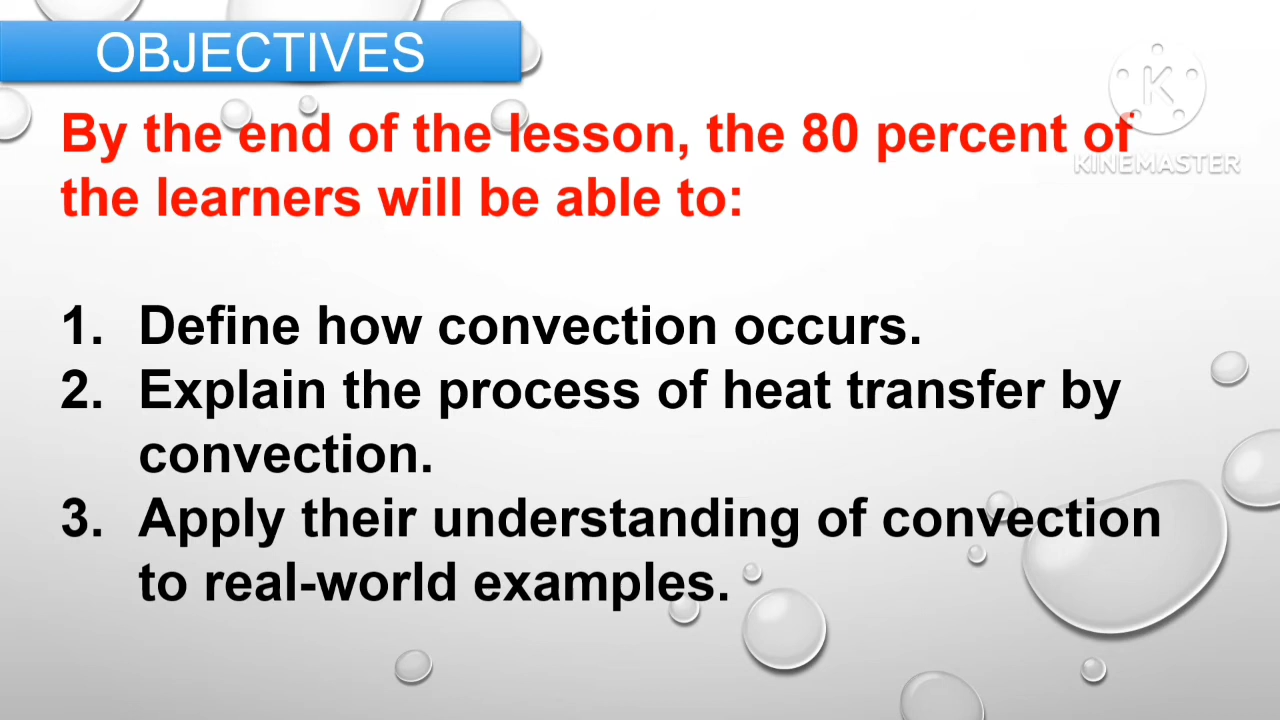 OBJECTIVES
By the end of the lesson, the 80 percent of
the learners will be able to:
1. Define how convection occurs.
2. Explain the process of heat transfer by
convection.
3. Apply their understanding of convection
to real-world examples.
K
KINEMASTER